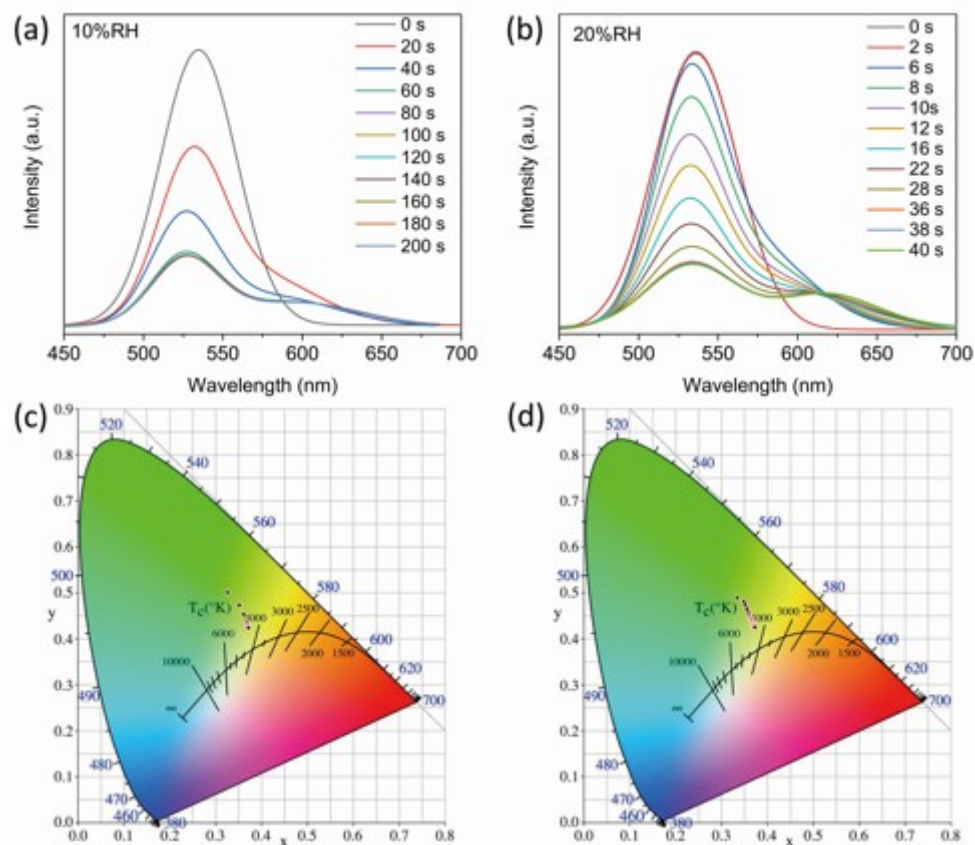 (a)
10%RH
0 s
20 s
40 s
60 s
80 s
100 s
120 s
140 s
160 s
180 s
200 s
Intensity (a.u.)
450 500 550 600 650 700
Wavelength (nm)
(b)
20%RH
0 s
2 s
6 s
8 s
10s
12 s
16 s
22 s
28 s
36 s
38 s
40 s
Intensity (a.u.)
450 500 550 600 650 700
Wavelength (nm)
(c)
0.9
0.8
0.7
0.6
0.5
y
0.4
0.3
0.2
0.1
0.0
0.0 0.1 0.2 0.3 0.4 0.5 0.6 0.7 0.8
x
520
540
560
500
580
600
620
700
490
480
470
460
380
Tc(°K)
3000
2500
6000
2000
1500
10000
∞
(d)
0.9
0.8
0.7
0.6
0.5
y
0.4
0.3
0.2
0.1
0.0
0.0 0.1 0.2 0.3 0.4 0.5 0.6 0.7 0.8
x
520
540
560
500
580
600
620
700
490
480
470
460
380
Tc(°K)
3000
2500
6000
2000
1500
10000
∞